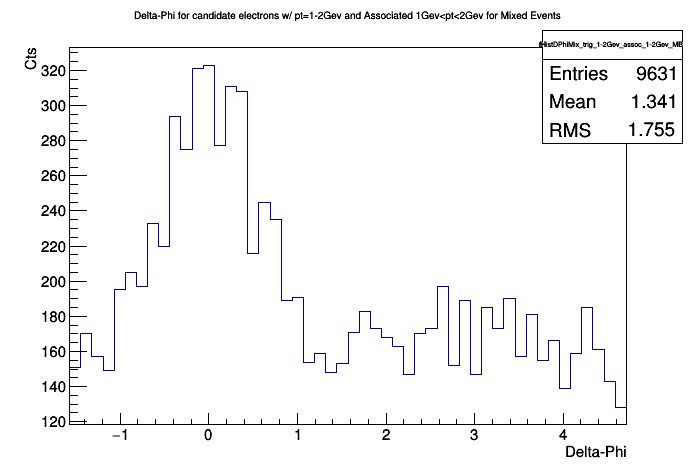 Delta-Phi for candidate electrons w/ pt=1-2Gev and Associated 1Gev<pt<2Gev for Mixed Events
Cts
fHistDPhiMix_trig_1-2Gev_assoc_1-2Gev_MB
Entries 9631
Mean 1.341
RMS 1.755
320
300
280
260
240
220
200
180
160
140
120
−1 0 1 2 3 4
Delta-Phi